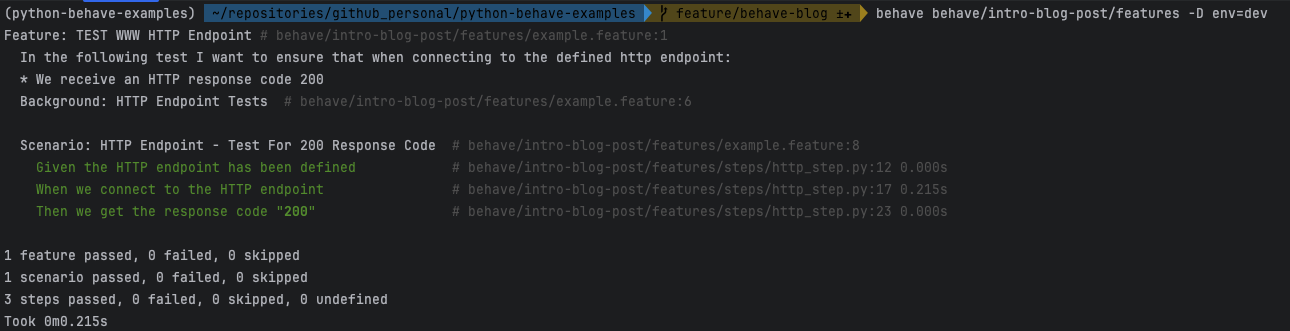 (python-behave-examples) ~/repositories/github_personal/python-behave-examples feature/behave-blog ±✚ behave behave/intro-blog-post/features -D env=dev
Feature: TEST WWW HTTP Endpoint # behave/intro-blog-post/features/example.feature:1
  In the following test I want to ensure that when connecting to the defined http endpoint:
  * We receive an HTTP response code 200
  Background: HTTP Endpoint Tests  # behave/intro-blog-post/features/example.feature:6
  Scenario: HTTP Endpoint - Test For 200 Response Code  # behave/intro-blog-post/features/example.feature:8
    Given the HTTP endpoint has been defined            # behave/intro-blog-post/features/steps/http_step.py:12 0.000s
    When we connect to the HTTP endpoint                # behave/intro-blog-post/features/steps/http_step.py:17 0.215s
    Then we get the response code "200"                 # behave/intro-blog-post/features/steps/http_step.py:23 0.000s
1 feature passed, 0 failed, 0 skipped
1 scenario passed, 0 failed, 0 skipped
3 steps passed, 0 failed, 0 skipped, 0 undefined
Took 0m0.215s